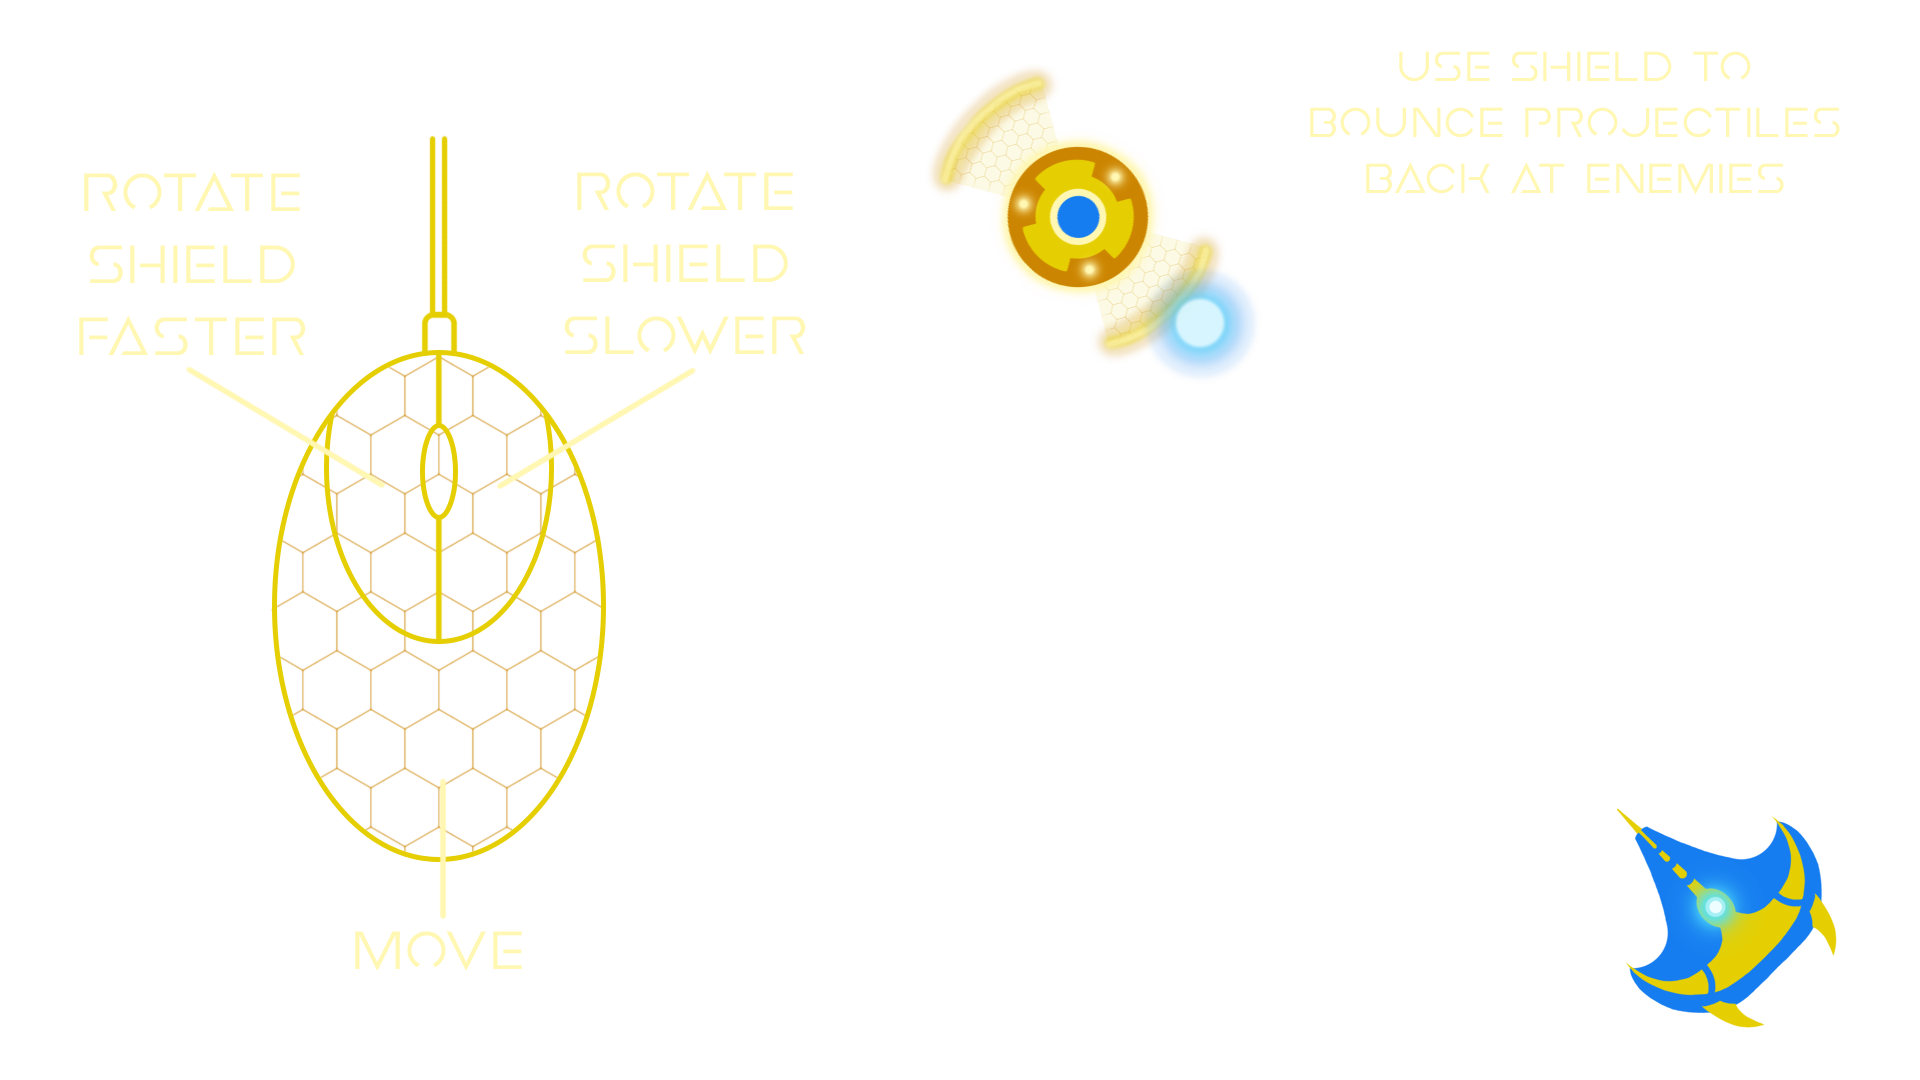 ROTATE
SHIELD
FASTER
ROTATE
SHIELD
SLOWER
MOVE
USE SHIELD TO
BOUNCE PROJECTILES
BACK AT ENEMIES